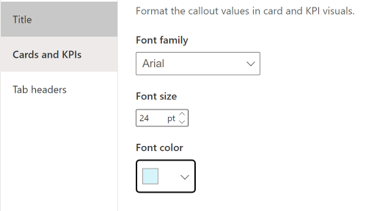 Title
Cards and KPIs
Tab headers
Format the callout values in card and KPI visuals.
Font family
Arial
Font size
24 pt
Font color